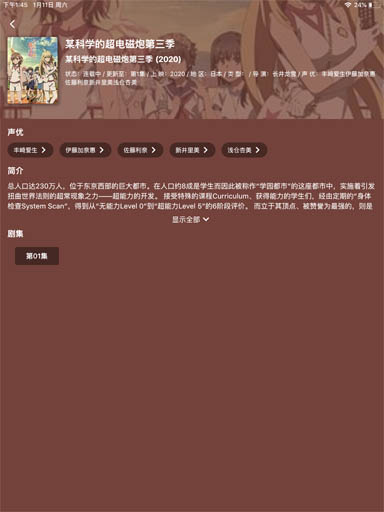 下午1:45 1月11日 周六
24%
某科学的超电磁炮第三季
某科学的超电磁炮第三季 (2020)
状态：连载中 / 更新至：第1集 / 上映：2020 / 地区：日本 / 类型： / 导演：长井龙雪 / 声优：丰崎爱生伊藤加奈惠
佐藤利奈新井里美浅仓杏美
声优
丰崎爱生
伊藤加奈惠
佐藤利奈
新井里美
浅仓杏美
简介
总人口达230万人，位于东京西部的巨大都市。在人口约8成是学生而因此被称作“学园都市”的这座都市中，实施着引发
扭曲世界法则的超常现象之力——超能力的开发。 接受特殊的课程Curriculum、获得能力的学生们，经由定期的“身体
检查System Scan”、得到从“无能力Level 0”到“超能力Level 5”的6阶段评价。 而立于其顶点、被赞誉为最强的，则是
显示全部
剧集
第01集